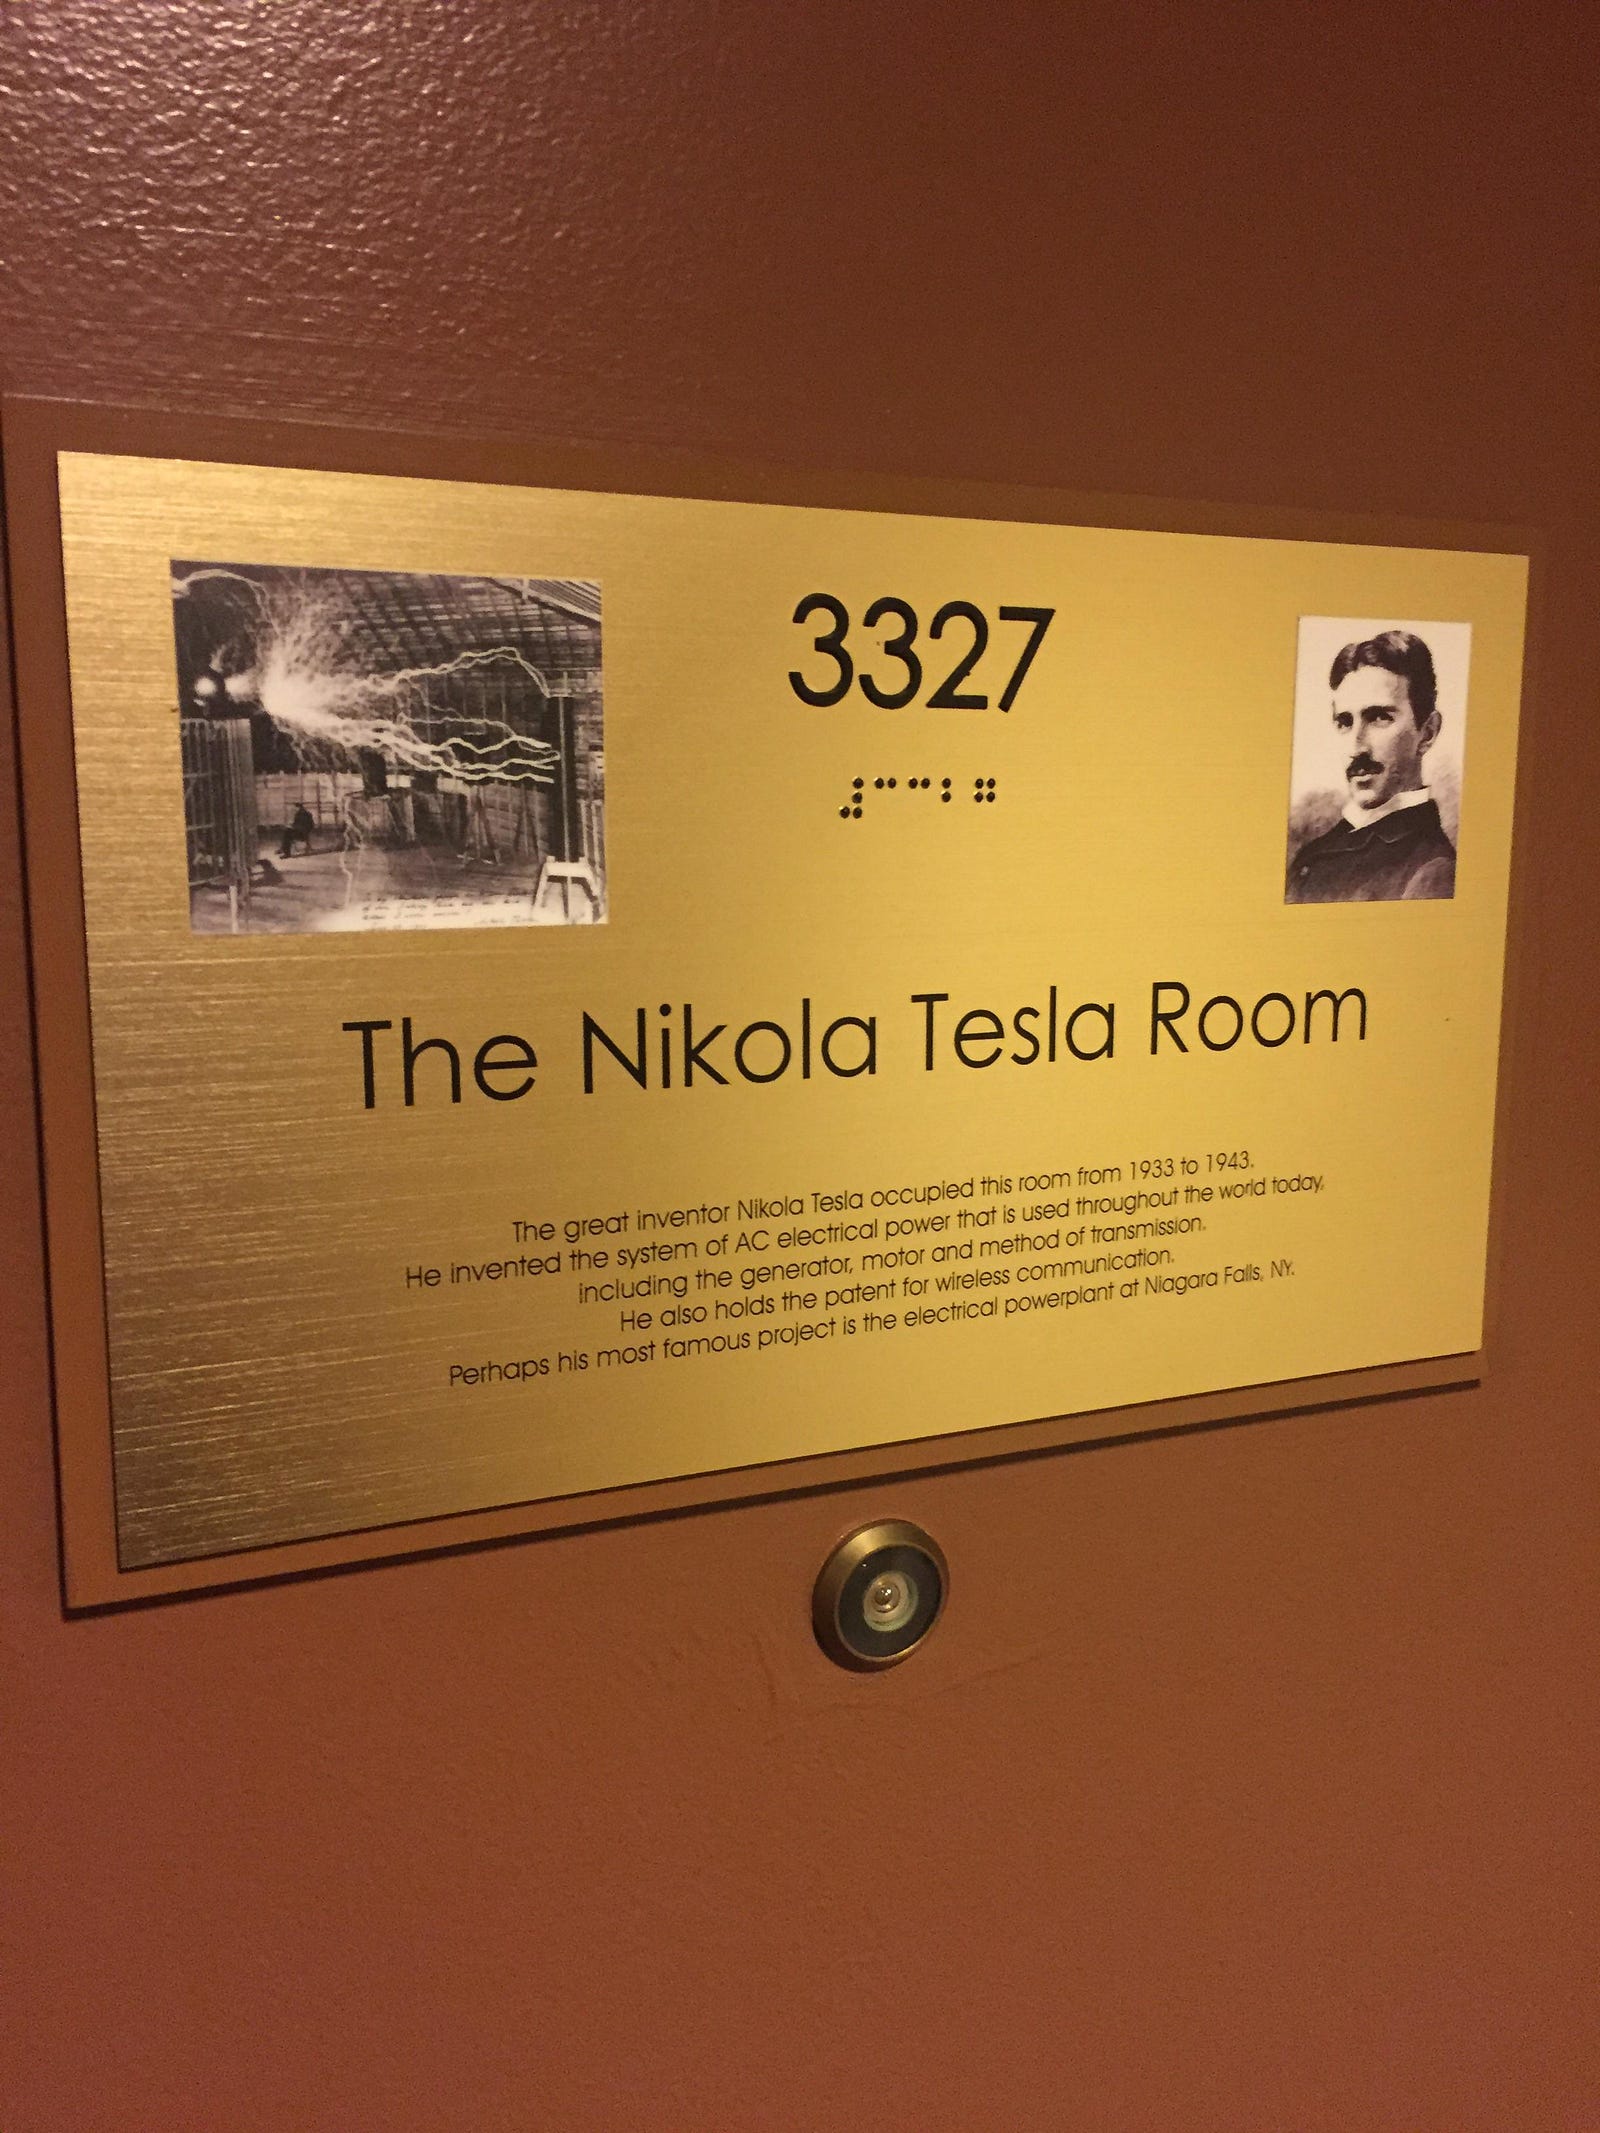 3327
⠼⠉⠉⠃⠛
The Nikola Tesla Room
The great inventor Nikola Tesla occupied this room from 1933 to 1943.
He invented the system of AC electrical power that is used throughout the world today,
including the generator, motor and method of transmission.
He also holds the patent for wireless communication.
Perhaps his most famous project is the electrical powerplant at Niagara Falls, NY.